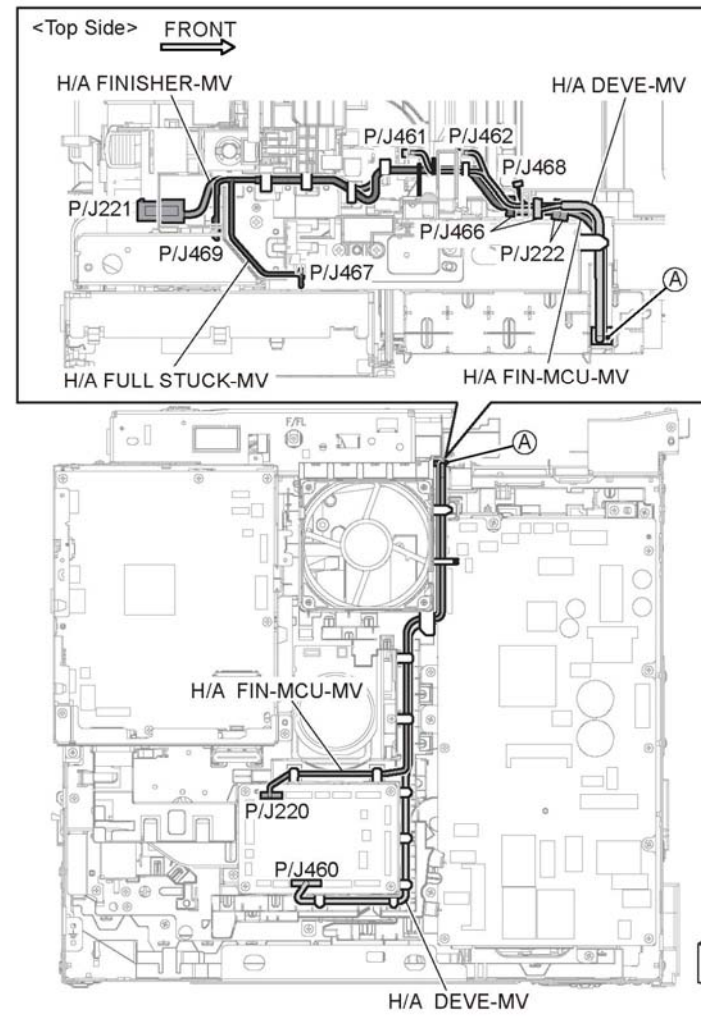 <Top Side> FRONT
H/A FINISHER-MV
H/A DEVE-MV
P/J461
P/J462
P/J468
P/J221
P/J466
P/J469
P/J222
P/J467
A
H/A FULL STUCK-MV
H/A FIN-MCU-MV
F/FL
A
H/A FIN-MCU-MV
P/J220
P/J460
H/A DEVE-MV